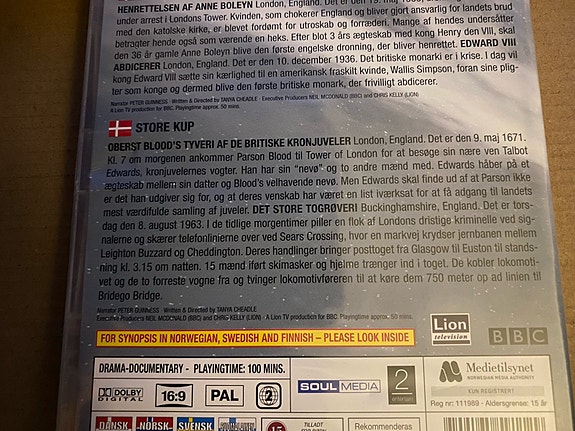 HENRETTELSEN AF ANNE BOLEYN London, England. Det er den 19. maj
under arrest i Londons Tower. Kvinden, som chokerer England og bliver gjort ansvarlig for landets brud
med den katolske kirke, er blevet fordømt for utroskab og forræderi. Mange af hendes undersåtter
betragter hende også som værende en heks. Efter blot 3 års ægteskab med kong Henry den VIII, skal
den 36 år gamle Anne Boleyn blive den første engelske dronning, der bliver henrettet. EDWARD VIII
ABDICERER London, England. Det er den 10. december 1936. Det britiske monarki er i krise. I dag vil
kong Edward VIII sætte sin kærlighed til en amerikansk fraskilt kvinde, Wallis Simpson, foran sine plig-
ter som konge og dermed blive den første britiske monark, der frivilligt abdicerer.
Narrator PETER GUINNESS · Written & Directed by TANYA CHEADLE · Executive Producers NEIL MCDONALD (BBC) and CHRIS KELLY (LION)
A Lion TV production for BBC. Playingtime approx. 50 mins.
STORE KUP
OBERST BLOOD'S TYVERI AF DE BRITISKE KRONJUVELER London, England. Det er den 9. maj 1671.
Kl. 7 om morgenen ankommer Parson Blood til Tower of London for at besøge sin nære ven Talbot
Edwards, kronjuvelernes vogter. Han har sin "nevø" og to andre mænd med. Edwards håber på et
ægteskab mellem sin datter og Blood's velhavende nevø. Men Edwards skal finde ud af at Parson ikke
er det han udgiver sig for, og at deres venskab har været en list iværksat for at få adgang til landets
mest værdifulde samling af juveler. DET STORE TOGRØVERI Buckinghamshire, England. Det er tors-
dag den 8. august 1963. I de tidlige morgentimer piller en flok af Londons dristige kriminelle ved sig-
nalerne og skærer telefonlinierne over ved Sears Crossing, hvor en markvej krydser jernbanen mellem
Leighton Buzzard og Cheddington. Deres handlinger bringer posttoget fra Glasgow til Euston til stands-
ning kl. 3.15 om natten. 15 mænd iført skimasker og hjelme trænger ind i toget. De kobler lokomoti-
vet og de to forreste vogne fra og tvinger lokomotivføreren til at køre dem 750 meter op ad linien til
Bridego Bridge.
Narrator PETER GUINNESS · Written & Directed by TANYA CHEADLE
Executive Producers NEIL MCDONALD (BBC) and CHRIS KELLY (LION) · A Lion TV production for BBC. Playingtime approx. 50 mins.
FOR SYNOPSIS IN NORWEGIAN, SWEDISH AND FINNISH – PLEASE LOOK INSIDE
Lion
television
BBC
DRAMA-DOCUMENTARY - PLAYINGTIME: 100 MINS.
DOLBY
DIGITAL
16:9
PAL
2
SOUL MEDIA
2
entertain
Medietilsynet
NORWEGIAN MEDIA AUTHORITY
KUN REGISTRERT
Reg nr: 111989 - Aldersgrense: 15 år
DANSK
NORSK
SVENSK
15
TILLADT
Recommenderas